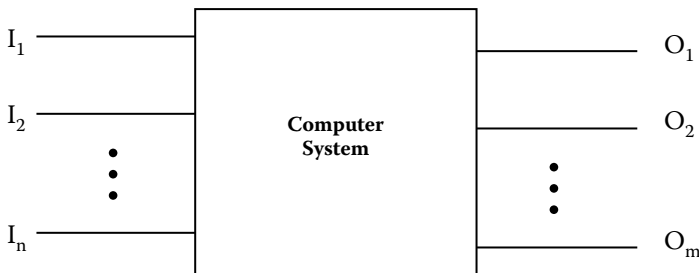 I₁
I₂
Iₙ
Computer
System
O₁
O₂
Oₘ